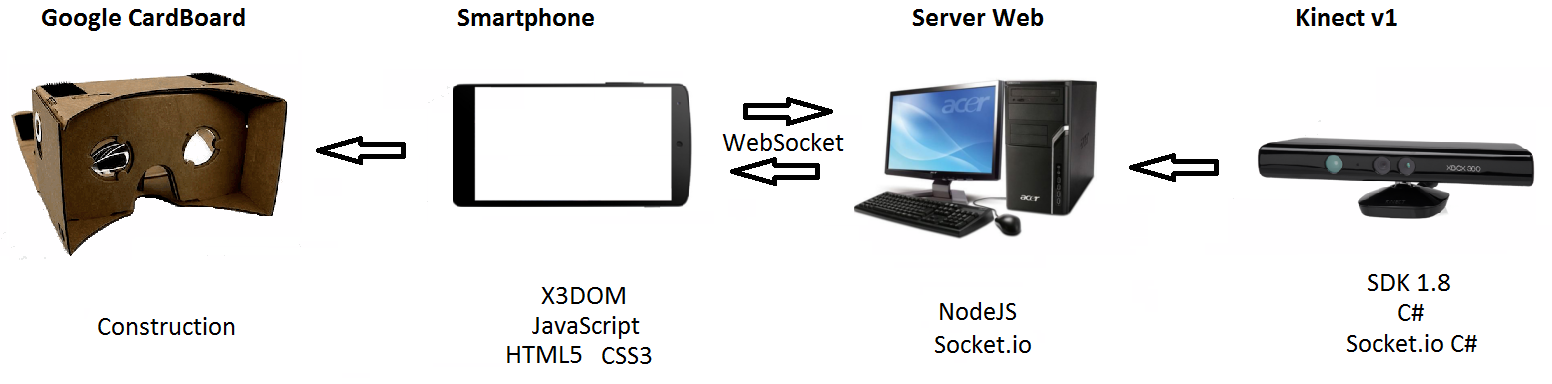 Google CardBoard
Smartphone
Server Web
Kinect v1
WebSocket
acer
acer
XBOX 360
Construction
X3DOM
JavaScript
HTML5 CSS3
NodeJS
Socket.io
SDK 1.8
C#
Socket.io C#